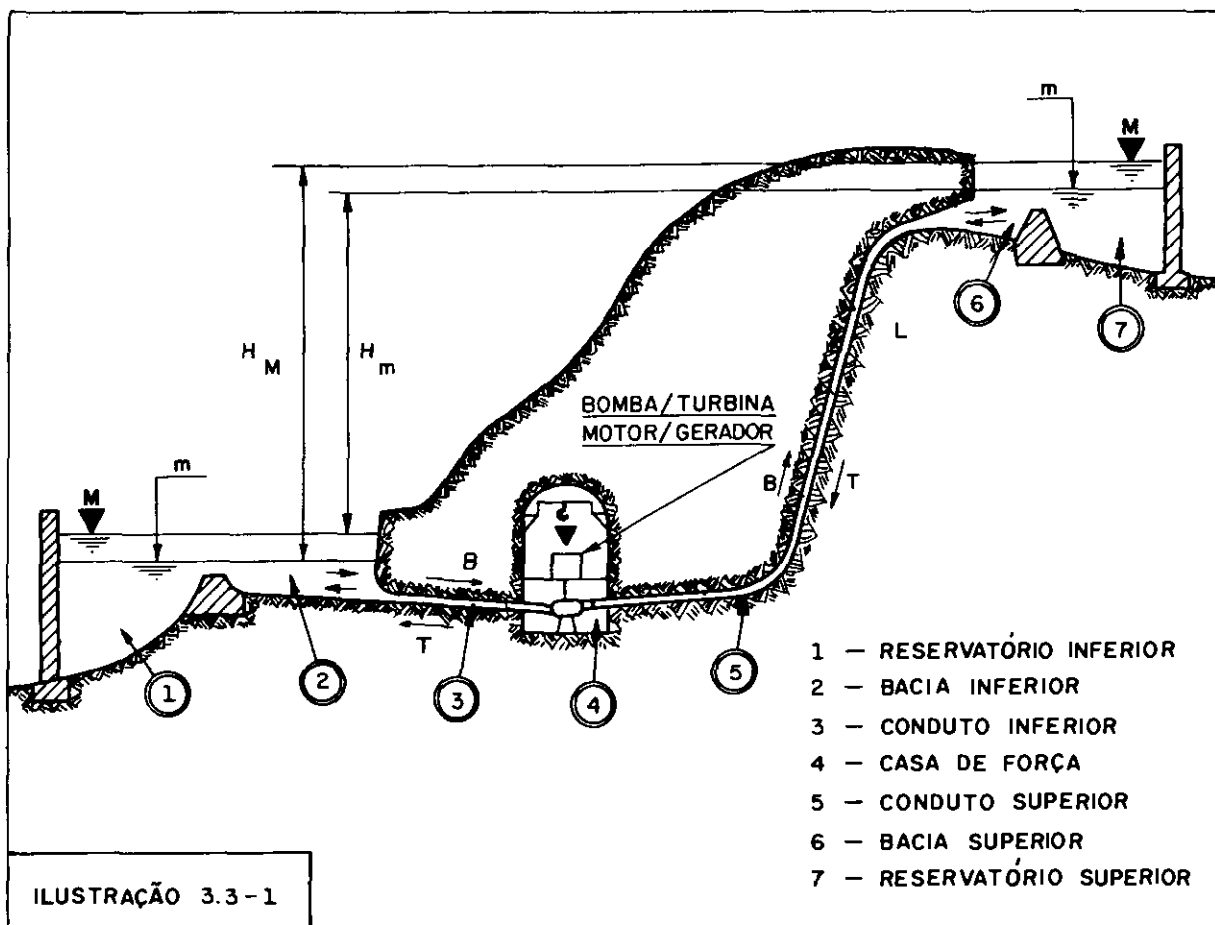 m
M
H M
H m
BOMBA/TURBINA
MOTOR/GERADOR
L
B
T
6
7
m
M
B
T
1
2
3
4
5
1 — RESERVATÓRIO INFERIOR
2 — BACIA INFERIOR
3 — CONDUTO INFERIOR
4 — CASA DE FORÇA
5 — CONDUTO SUPERIOR
6 — BACIA SUPERIOR
7 — RESERVATÓRIO SUPERIOR
ILUSTRAÇÃO 3.3-1